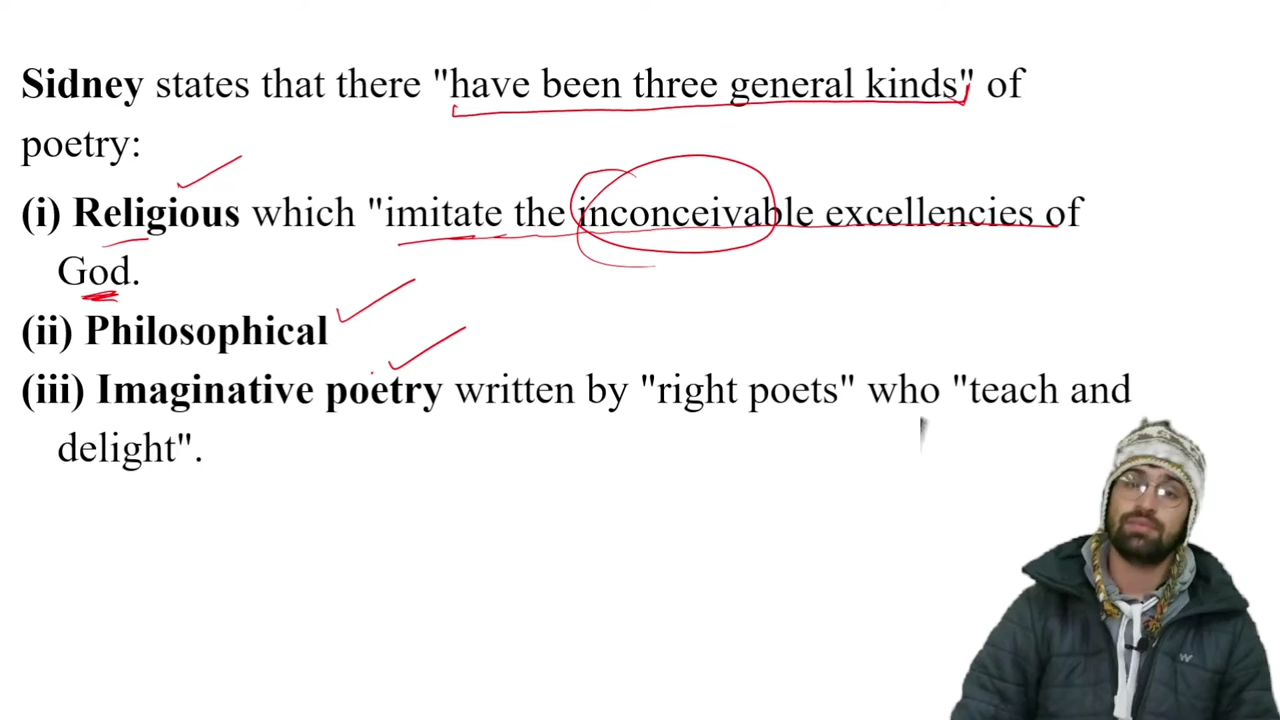 Sidney states that there "have been three general kinds" of
poetry:
(i) Religious which "imitate the inconceivable excellencies of
God.
(ii) Philosophical
(iii) Imaginative poetry written by "right poets" who "teach and
delight".
W